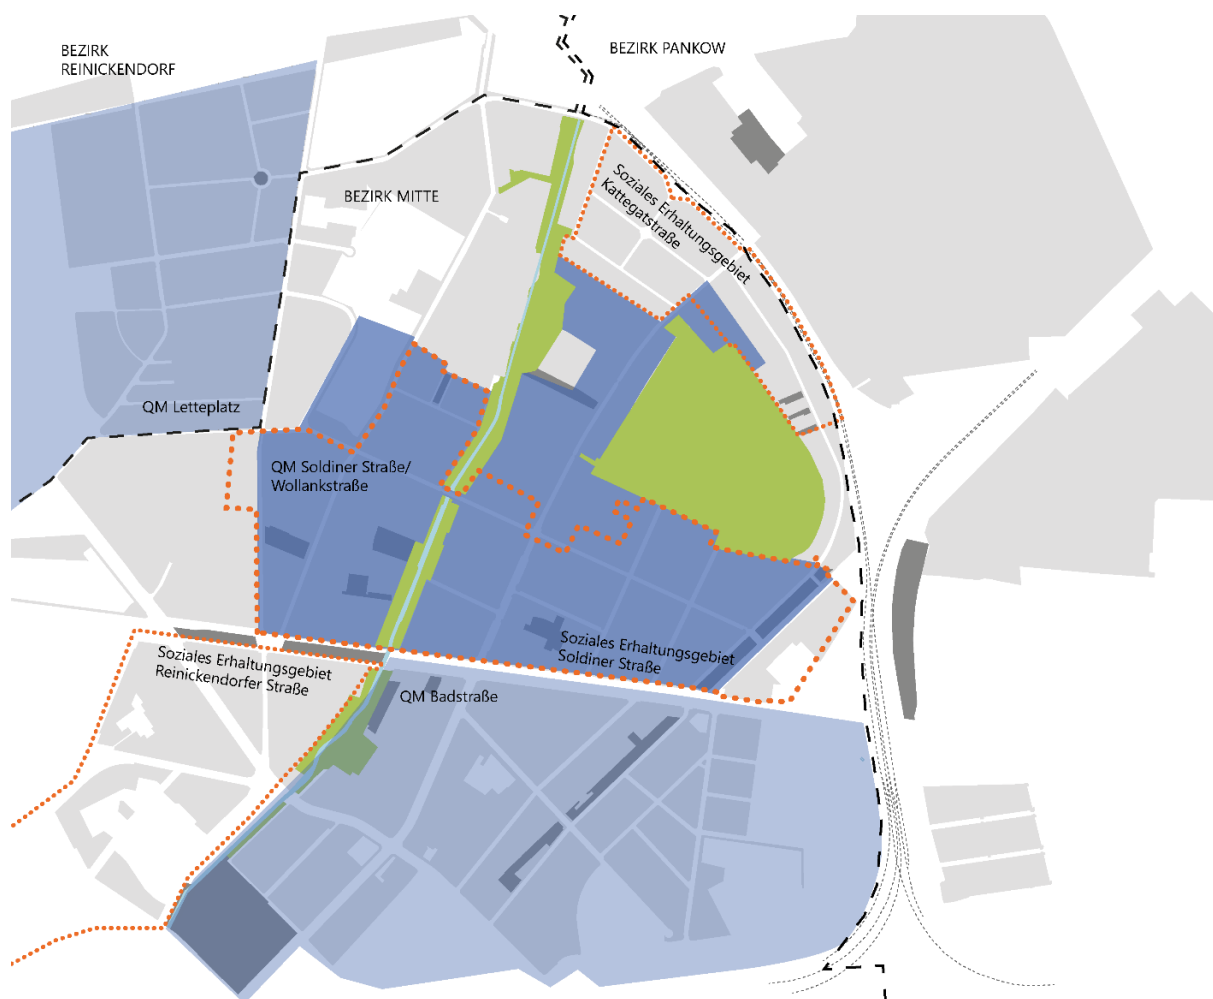 BEZIRK
REINICKENDORF
BEZIRK PANKOW
BEZIRK MITTE
Soziales Erhaltungsgebiet
Kattegatstraße
QM Letteplatz
QM Soldiner Straße/
Wollankstraße
Soziales Erhaltungsgebiet
Soldiner Straße
Soziales Erhaltungsgebiet
Reinickendorfer Straße
QM Badstraße